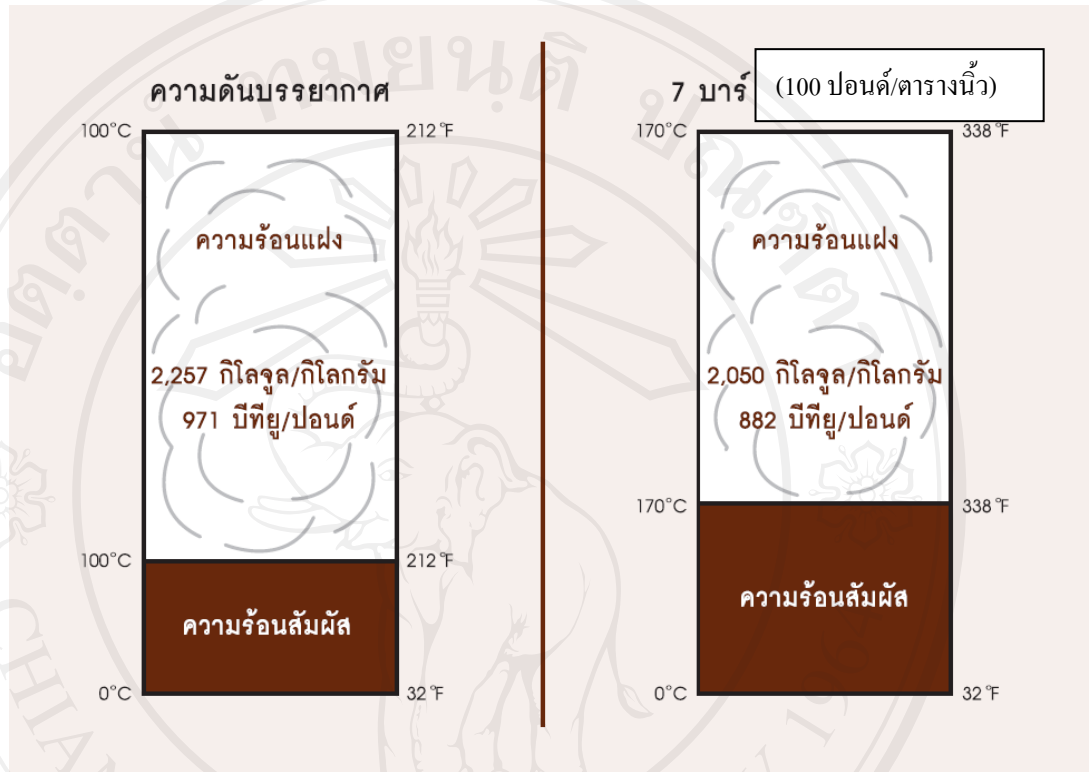 ความดันบรรยากาศ
100°C
212 °F
ความร้อนแฝง
2,257 กิโลจูล/กิโลกรัม
971 บีทียู/ปอนด์
100°C
212 °F
ความร้อนสัมผัส
0°C
32 °F
7 บาร์
(100 ปอนด์/ตารางนิ้ว)
170°C
338 °F
ความร้อนแฝง
2,050 กิโลจูล/กิโลกรัม
882 บีทียู/ปอนด์
170°C
338 °F
ความร้อนสัมผัส
0°C
32 °F